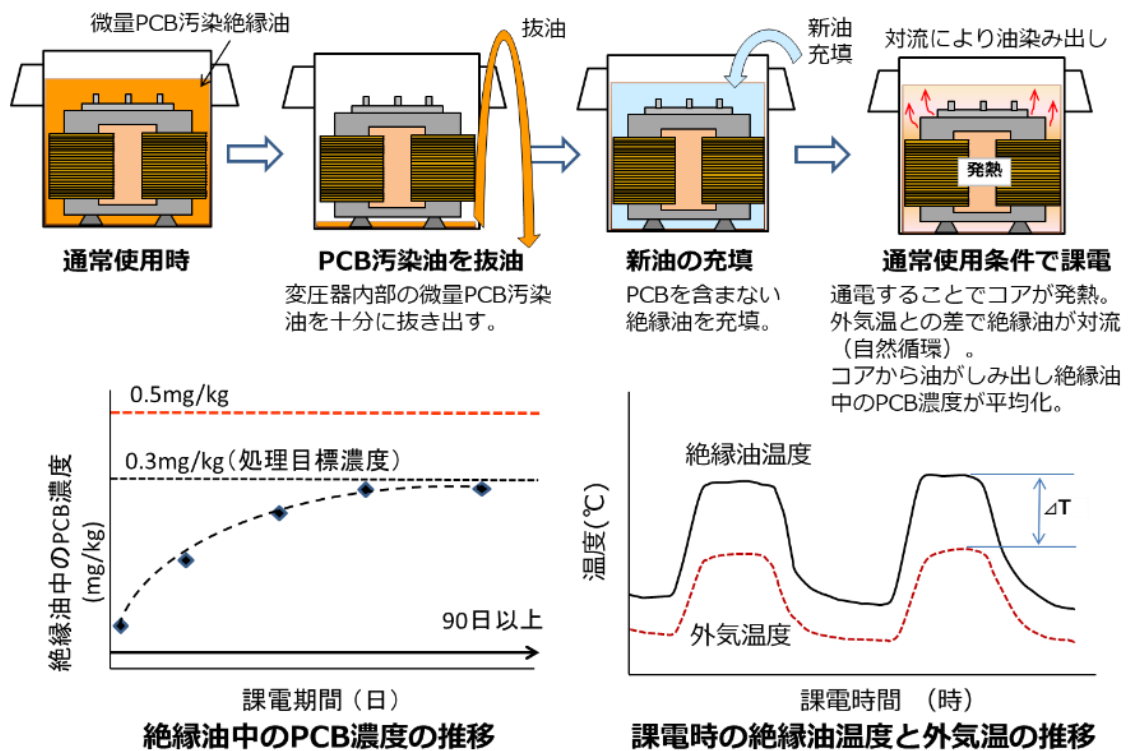 微量PCB汚染絶縁油
抜油
新油
充填
対流により油染み出し
発熱
通常使用時
PCB汚染油を抜油
新油の充填
通常使用条件で課電
変圧器内部の微量PCB汚染
油を十分に抜き出す。
PCBを含まない
絶縁油を充填。
通電することでコアが発熱。
外気温との差で絶縁油が対流
(自然循環)。
コアから油がしみ出し絶縁油
中のPCB濃度が平均化。
0.5mg/kg
0.3mg/kg(処理目標濃度)
絶縁油中のPCB濃度
(mg/kg)
90日以上
課電期間(日)
絶縁油中のPCB濃度の推移
絶縁油温度
⊿T
温度(℃)
外気温度
課電時間 (時)
課電時の絶縁油温度と外気温の推移